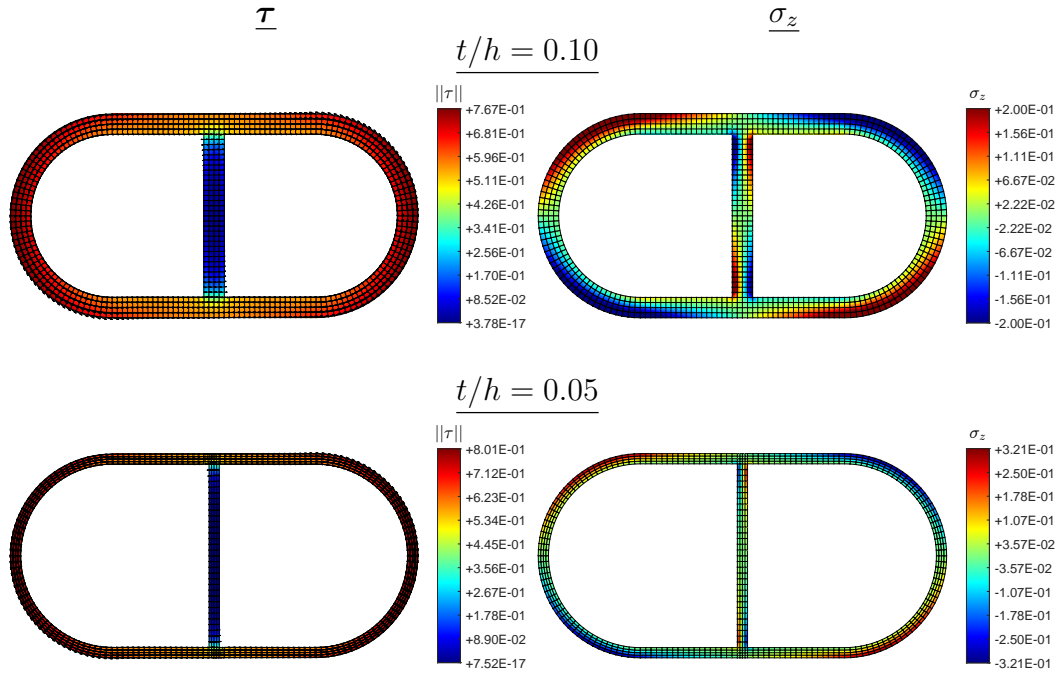 τ
σz
t/h = 0.10
||τ||
+7.67E-01
+6.81E-01
+5.96E-01
+5.11E-01
+4.26E-01
+3.41E-01
+2.56E-01
+1.70E-01
+8.52E-02
+3.78E-17
σz
+2.00E-01
+1.56E-01
+1.11E-01
+6.67E-02
+2.22E-02
-2.22E-02
-6.67E-02
-1.11E-01
-1.56E-01
-2.00E-01
t/h = 0.05
||τ||
+8.01E-01
+7.12E-01
+6.23E-01
+5.34E-01
+4.45E-01
+3.56E-01
+2.67E-01
+1.78E-01
+8.90E-02
+7.52E-17
σz
+3.21E-01
+2.50E-01
+1.78E-01
+1.07E-01
+3.57E-02
-3.57E-02
-1.07E-01
-1.78E-01
-2.50E-01
-3.21E-01